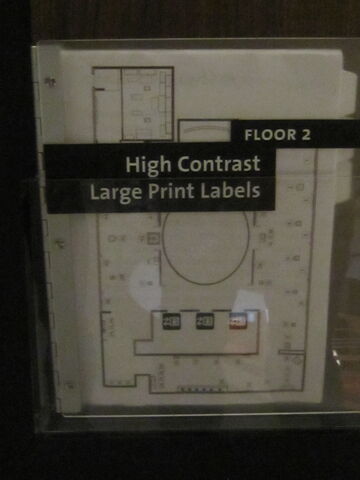 FLOOR 2
High Contrast
Large Print Labels